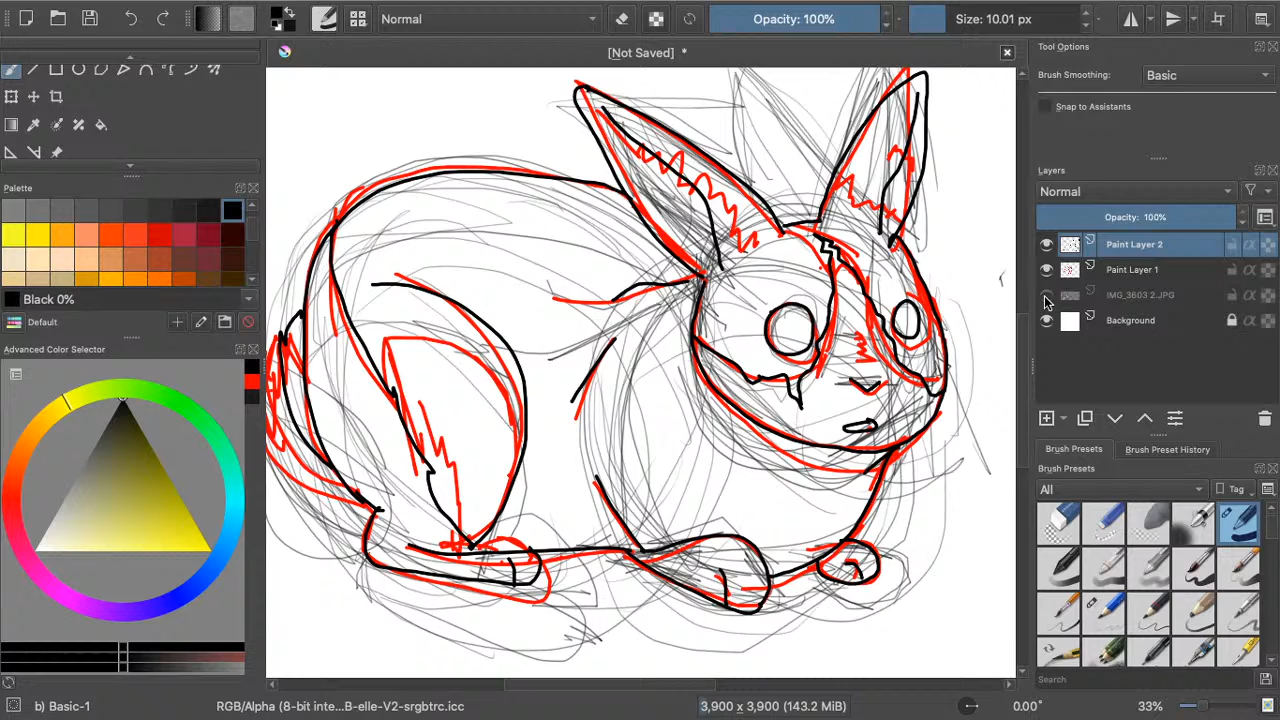 Normal
Opacity: 100%
Size: 10.01 px
[Not Saved] *
Tool Options
Brush Smoothing:
Basic
Snap to Assistants
Layers
Normal
Opacity: 100%
Paint Layer 2
Paint Layer 1
IMG_3603 2.JPG
Background
Palette
Black 0%
Default
Advanced Color Selector
Brush Presets
Brush Preset History
Brush Presets
All
Tag
Search
b) Basic-1
RGB/Alpha (8-bit inte...B-elle-V2-srgbtrc.icc
3,900 x 3,900 (143.2 MiB)
0.00°
33%